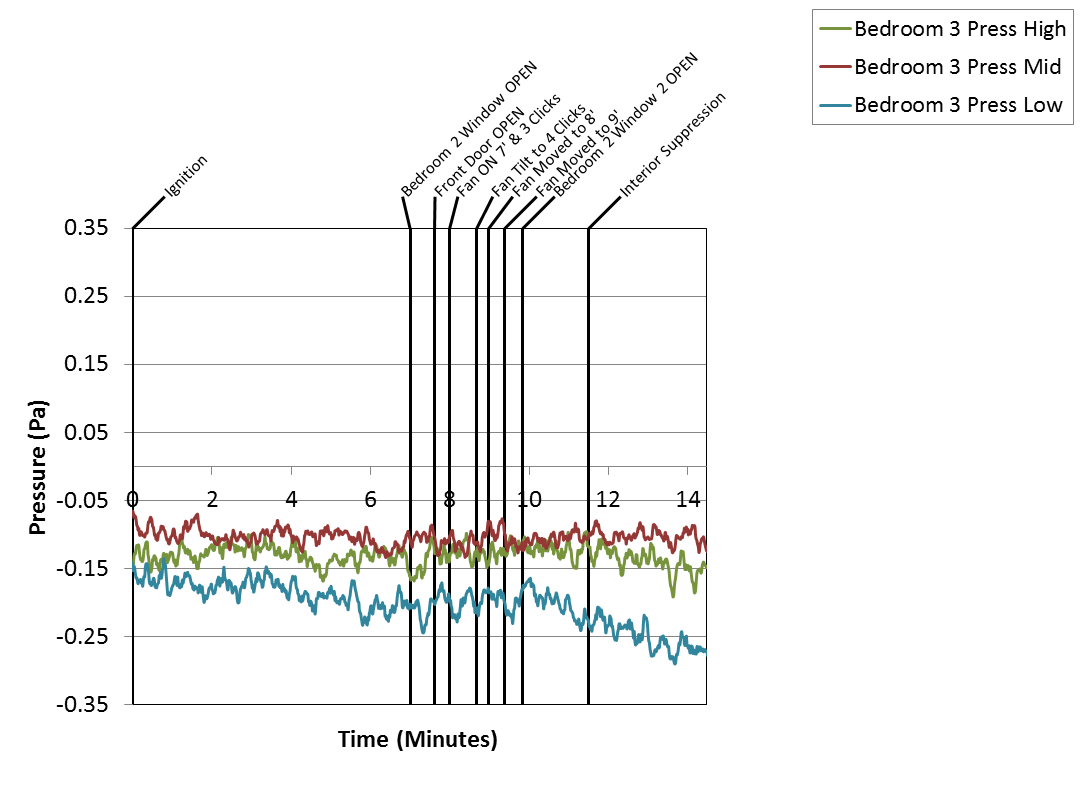 Bedroom 3 Press High
Bedroom 3 Press Mid
Bedroom 3 Press Low
Ignition
Bedroom 2 Window OPEN
Front Door OPEN
Fan ON 7' & 3 Clicks
Fan Tilt to 4 Clicks
Fan Moved to 8'
Fan Moved to 9'
Bedroom 2 Window 2 OPEN
Interior Suppression
0.35
0.25
0.15
0.05
-0.05
-0.15
-0.25
-0.35
0 2 4 6 8 10 12 14
Pressure (Pa)
Time (Minutes)